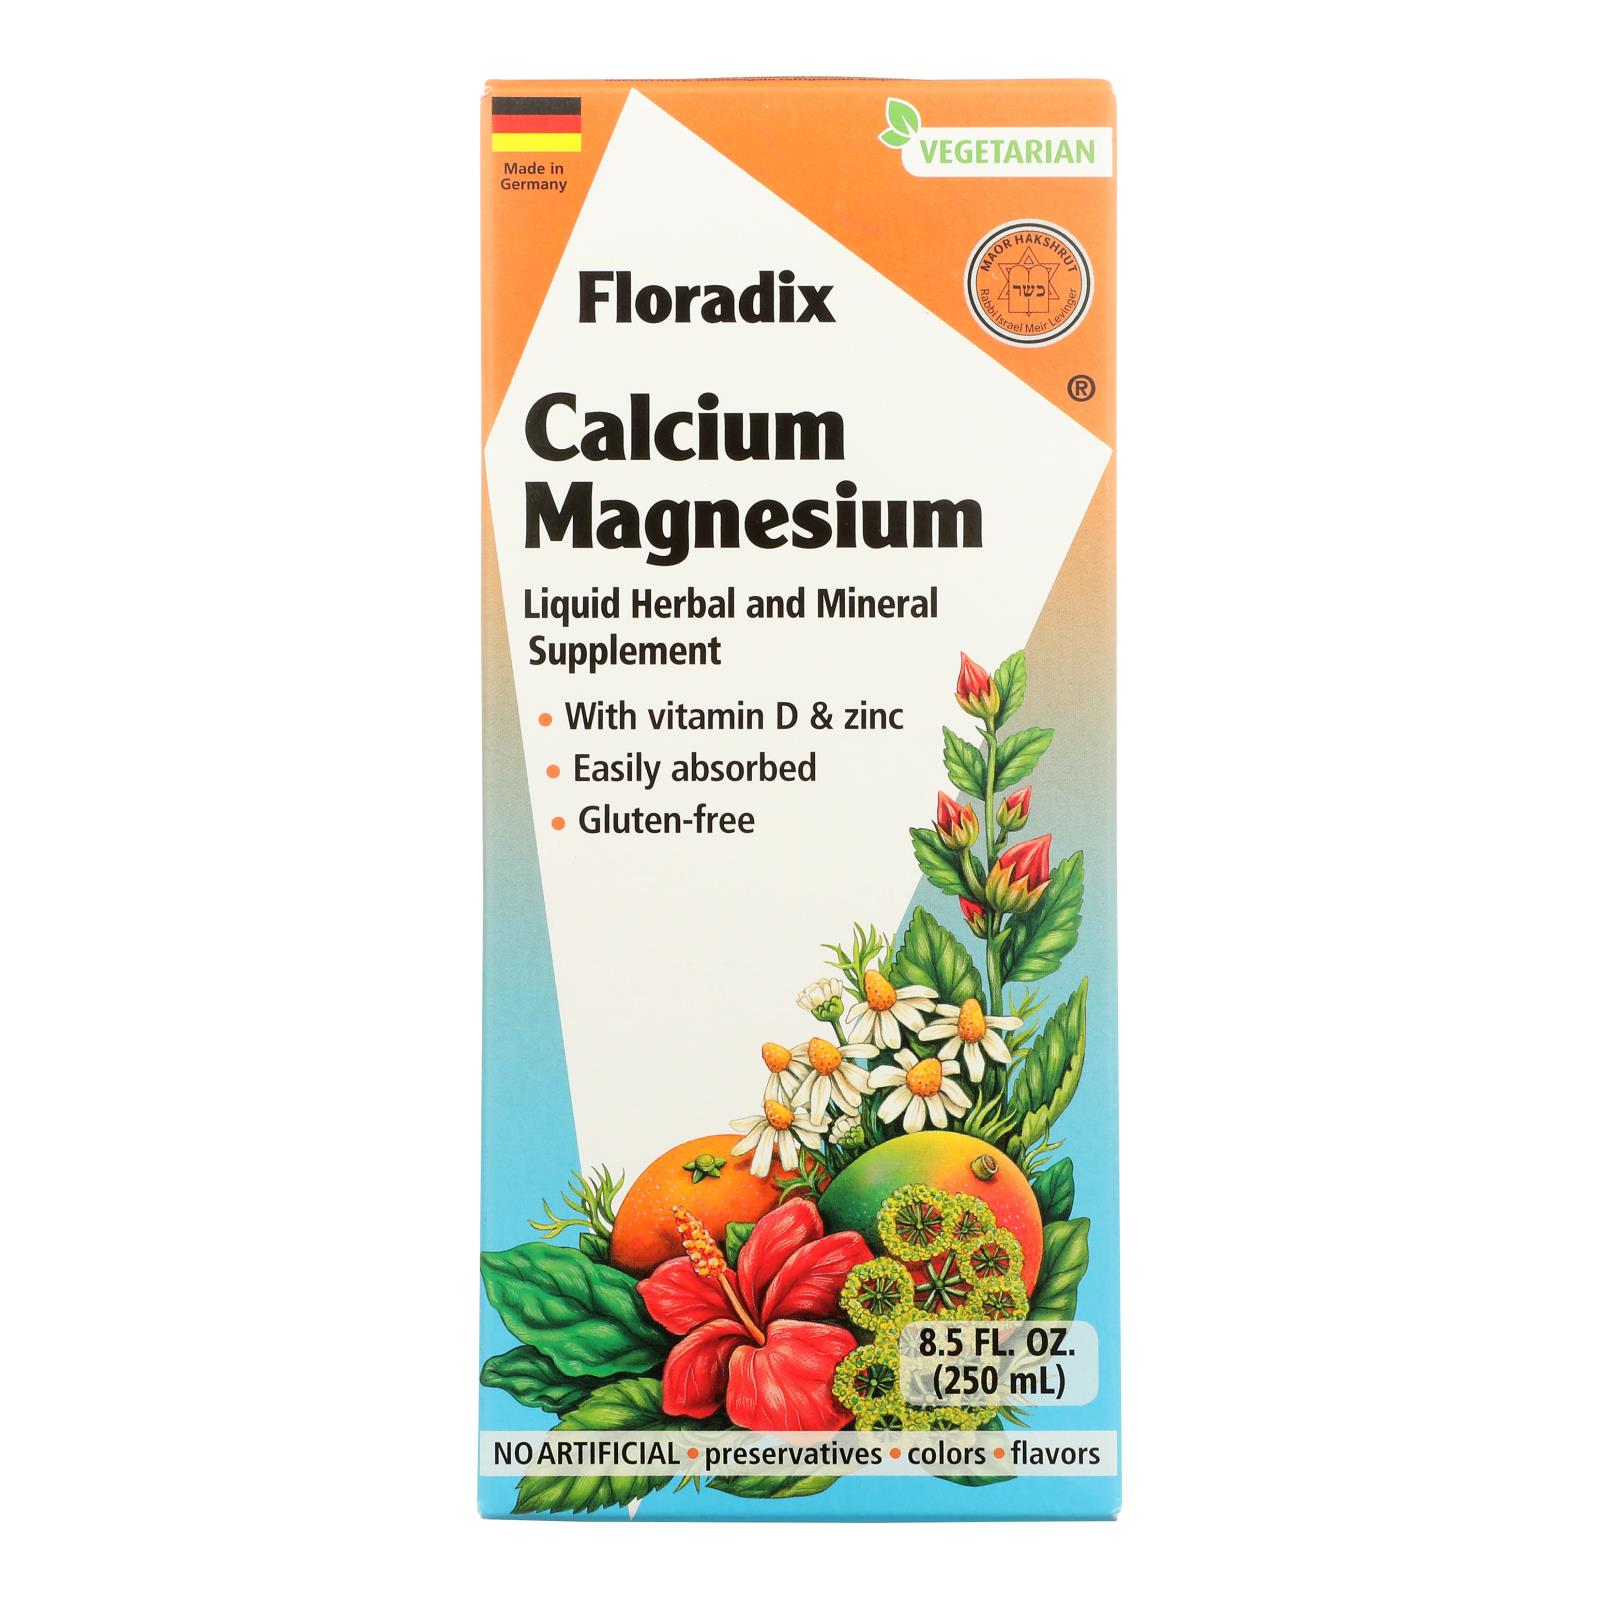 Made in
Germany
VEGETARIAN
MAOR HAKSHRUT
כשר
Rabbi Israel Meir Levinger
Floradix
®
Calcium
Magnesium
Liquid Herbal and Mineral
Supplement
• With vitamin D & zinc
• Easily absorbed
• Gluten-free
8.5 FL. OZ.
(250 mL)
NO ARTIFICIAL • preservatives • colors • flavors